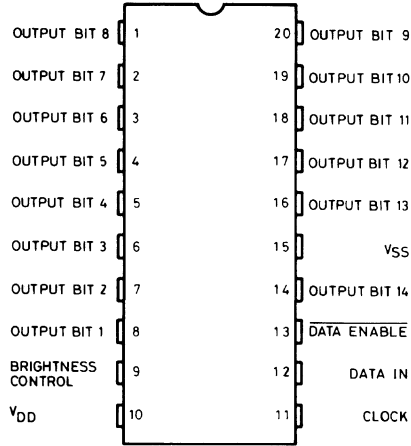 OUTPUT BIT 8 1 20 OUTPUT BIT 9
OUTPUT BIT 7 2 19 OUTPUT BIT 10
OUTPUT BIT 6 3 18 OUTPUT BIT 11
OUTPUT BIT 5 4 17 OUTPUT BIT 12
OUTPUT BIT 4 5 16 OUTPUT BIT 13
OUTPUT BIT 3 6 15 VSS
OUTPUT BIT 2 7 14 OUTPUT BIT 14
OUTPUT BIT 1 8 13 DATA ENABLE
BRIGHTNESS
CONTROL 9 12 DATA IN
VDD 10 11 CLOCK